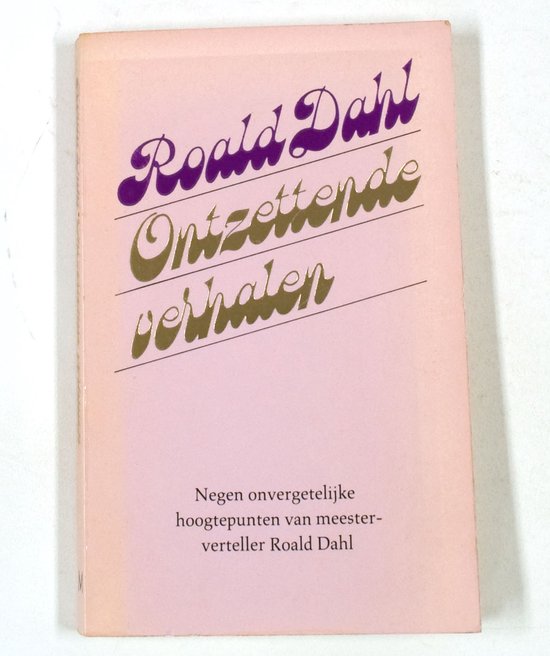 Roald Dahl
Ontzettende
verhalen
Negen onvergetelijke
hoogtepunten van meester-
verteller Roald Dahl
M